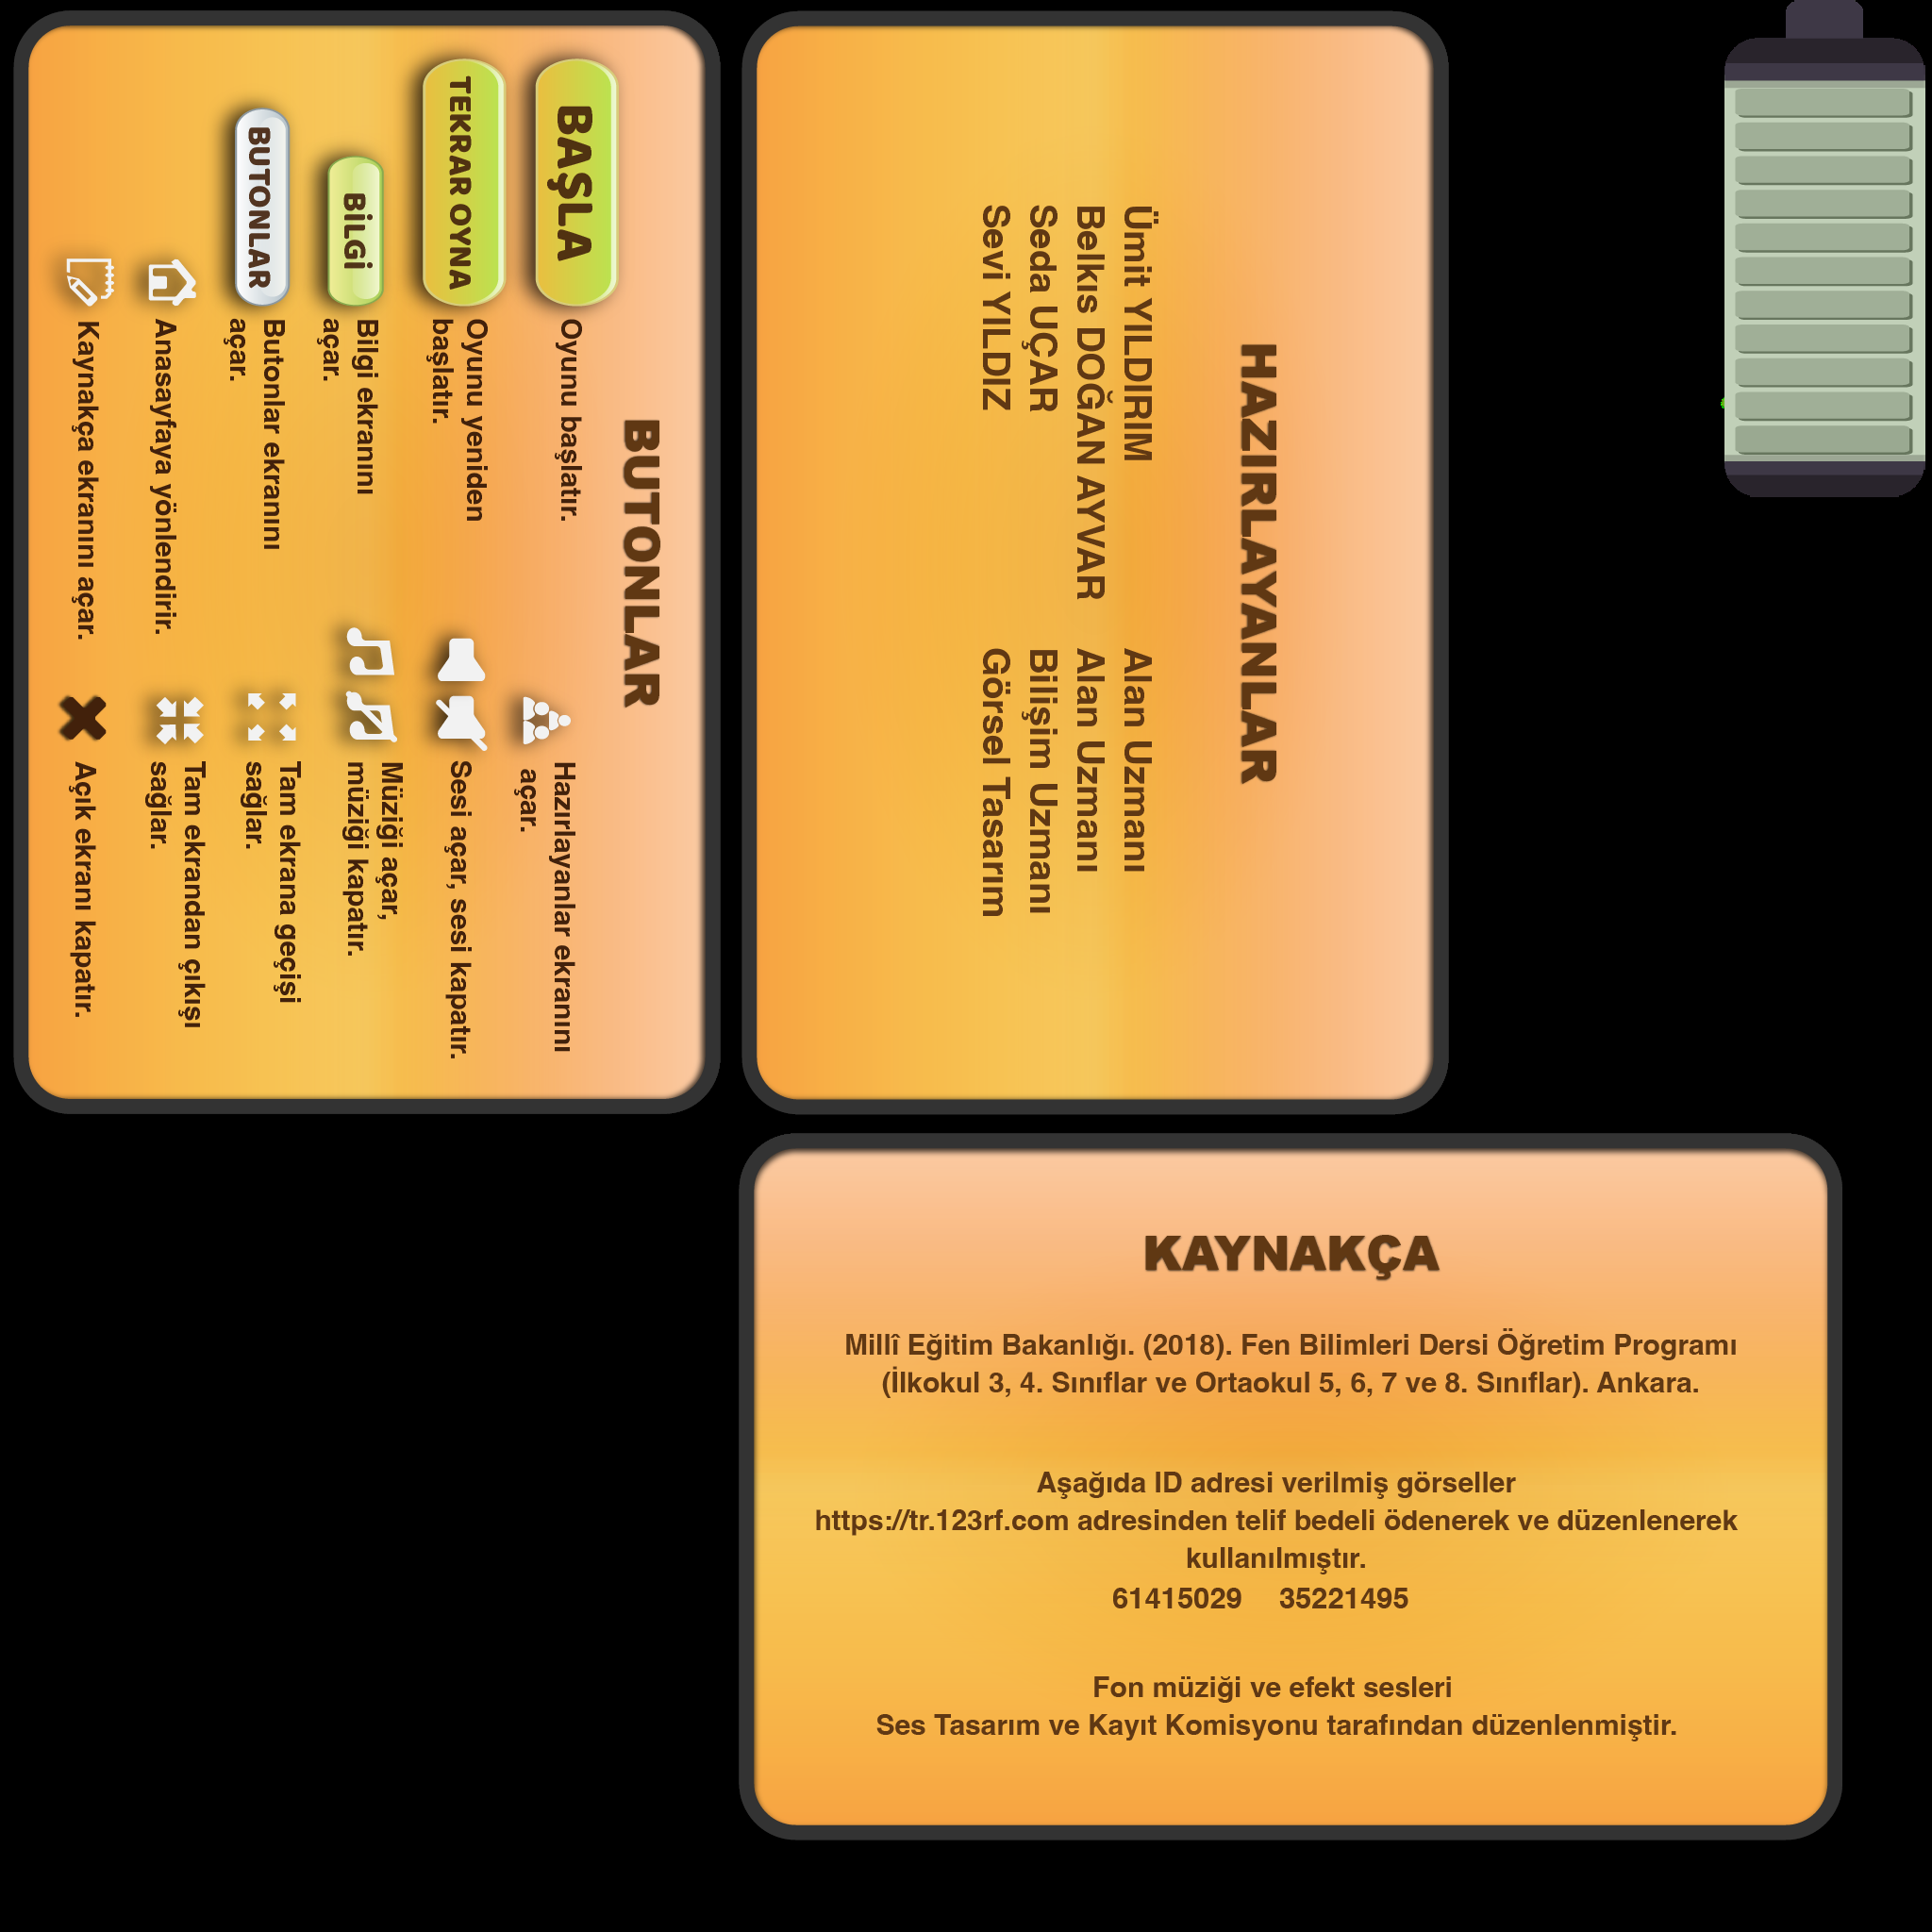 BUTONLAR
BAŞLA
Oyunu başlatır.
TEKRAR OYNA
Oyunu yeniden
başlatır.
BİLGİ
Bilgi ekranını
açar.
BUTONLAR
Butonlar ekranını
açar.
Anasayfaya yönlendirir.
Kaynakça ekranını açar.
Hazırlayanlar ekranını
açar.
Sesi açar, sesi kapatır.
Müziği açar,
müziği kapatır.
Tam ekrana geçişi
sağlar.
Tam ekrandan çıkışı
sağlar.
Açık ekranı kapatır.
HAZIRLAYANLAR
Ümit YILDIRIM Alan Uzmanı
Belkıs DOĞAN AYVAR Alan Uzmanı
Seda UÇAR Bilişim Uzmanı
Sevi YILDIZ Görsel Tasarım
KAYNAKÇA
Millî Eğitim Bakanlığı. (2018). Fen Bilimleri Dersi Öğretim Programı
(İlkokul 3, 4. Sınıflar ve Ortaokul 5, 6, 7 ve 8. Sınıflar). Ankara.
Aşağıda ID adresi verilmiş görseller
https://tr.123rf.com adresinden telif bedeli ödenerek ve düzenlenerek
kullanılmıştır.
61415029 35221495
Fon müziği ve efekt sesleri
Ses Tasarım ve Kayıt Komisyonu tarafından düzenlenmiştir.